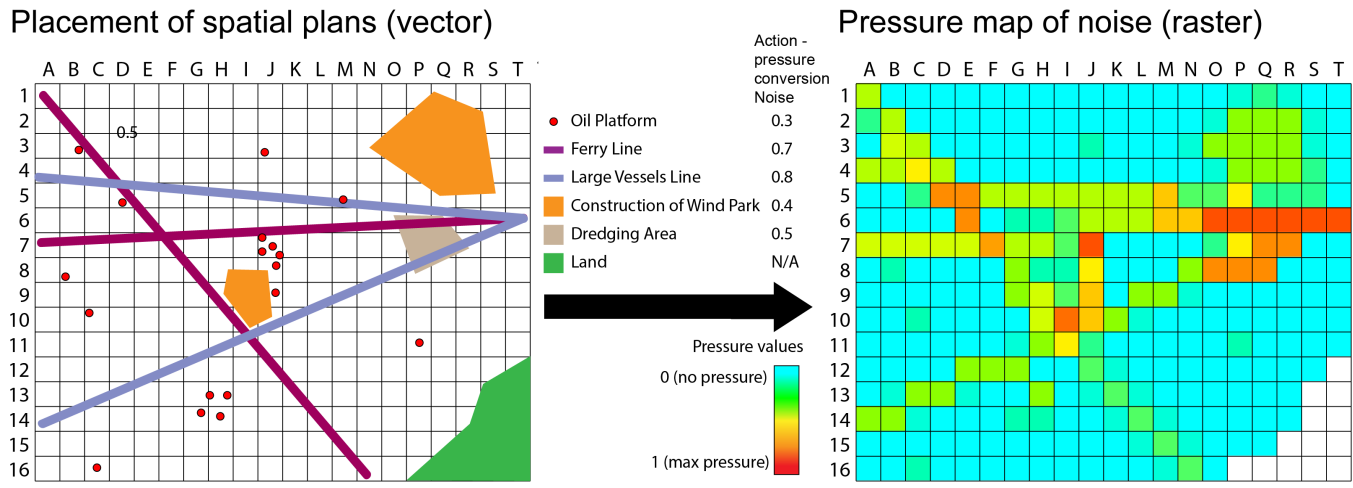 Placement of spatial plans (vector)
Pressure map of noise (raster)
Action -
pressure
conversion
Noise
A B C D E F G H I J K L M N O P Q R S T
1
2
3
4
5
6
7
8
9
10
11
12
13
14
15
16
0.5
Oil Platform 0.3
Ferry Line 0.7
Large Vessels Line 0.8
Construction of Wind Park 0.4
Dredging Area 0.5
Land N/A
Pressure values
0 (no pressure)
1 (max pressure)
A B C D E F G H I J K L M N O P Q R S T
1
2
3
4
5
6
7
8
9
10
11
12
13
14
15
16